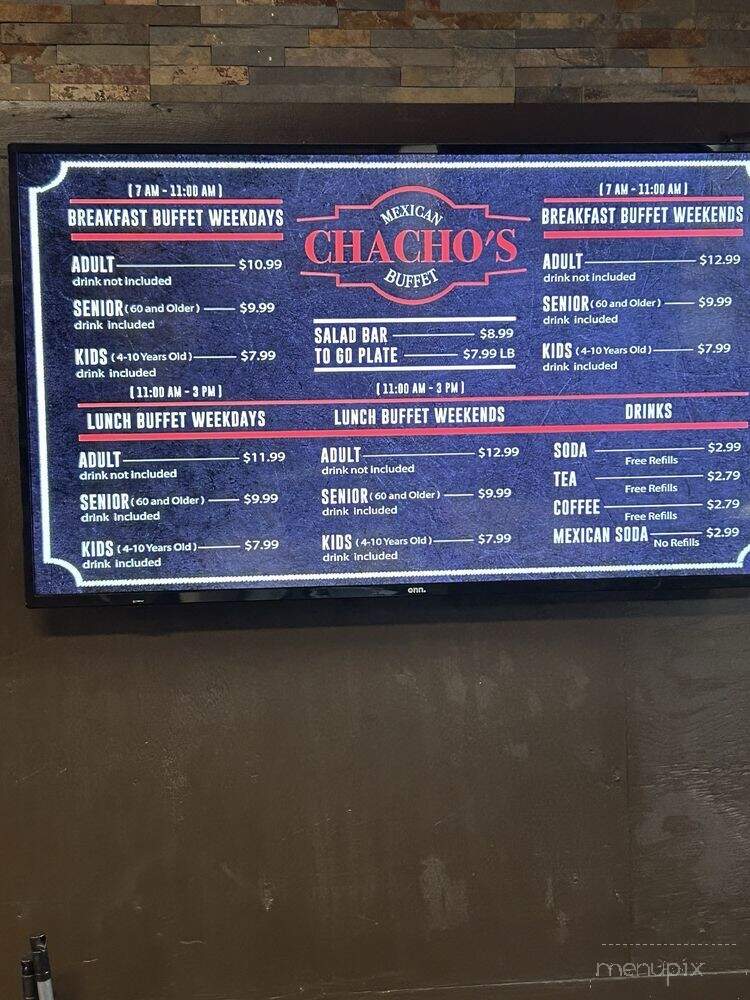 ( 7 AM - 11:00 AM )
BREAKFAST BUFFET WEEKDAYS
ADULT $10.99
drink not included
SENIOR (60 and Older) $9.99
drink included
KIDS (4-10 Years Old) $7.99
drink included
MEXICAN
CHACHO'S
BUFFET
SALAD BAR $8.99
TO GO PLATE $7.99 LB
( 7 AM - 11:00 AM )
BREAKFAST BUFFET WEEKENDS
ADULT $12.99
drink not included
SENIOR (60 and Older) $9.99
drink included
KIDS (4-10 Years Old) $7.99
drink included
( 11:00 AM - 3 PM )
LUNCH BUFFET WEEKDAYS
ADULT $11.99
drink not included
SENIOR (60 and Older) $9.99
drink included
KIDS (4-10 Years Old) $7.99
drink included
( 11:00 AM - 3 PM )
LUNCH BUFFET WEEKENDS
ADULT $12.99
drink not included
SENIOR (60 and Older) $9.99
drink included
KIDS (4-10 Years Old) $7.99
drink included
DRINKS
SODA $2.99
Free Refills
TEA $2.79
Free Refills
COFFEE $2.79
Free Refills
MEXICAN SODA $2.99
No Refills
onn.
menupix